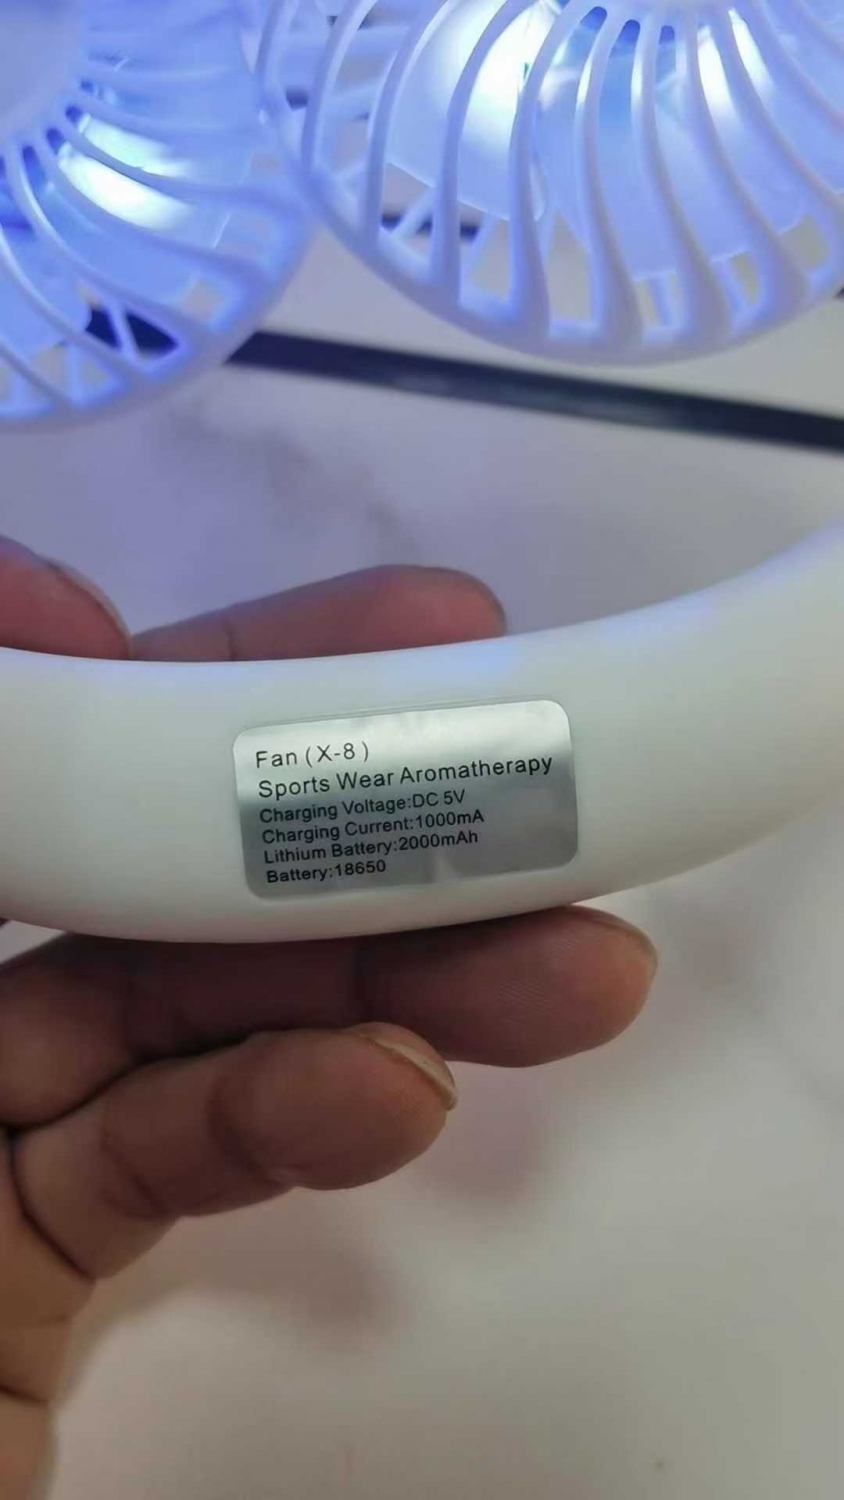 Fan (X-8)
Sports Wear Aromatherapy
Charging Voltage:DC 5V
Charging Current:1000mA
Lithium Battery:2000mAh
Battery:18650